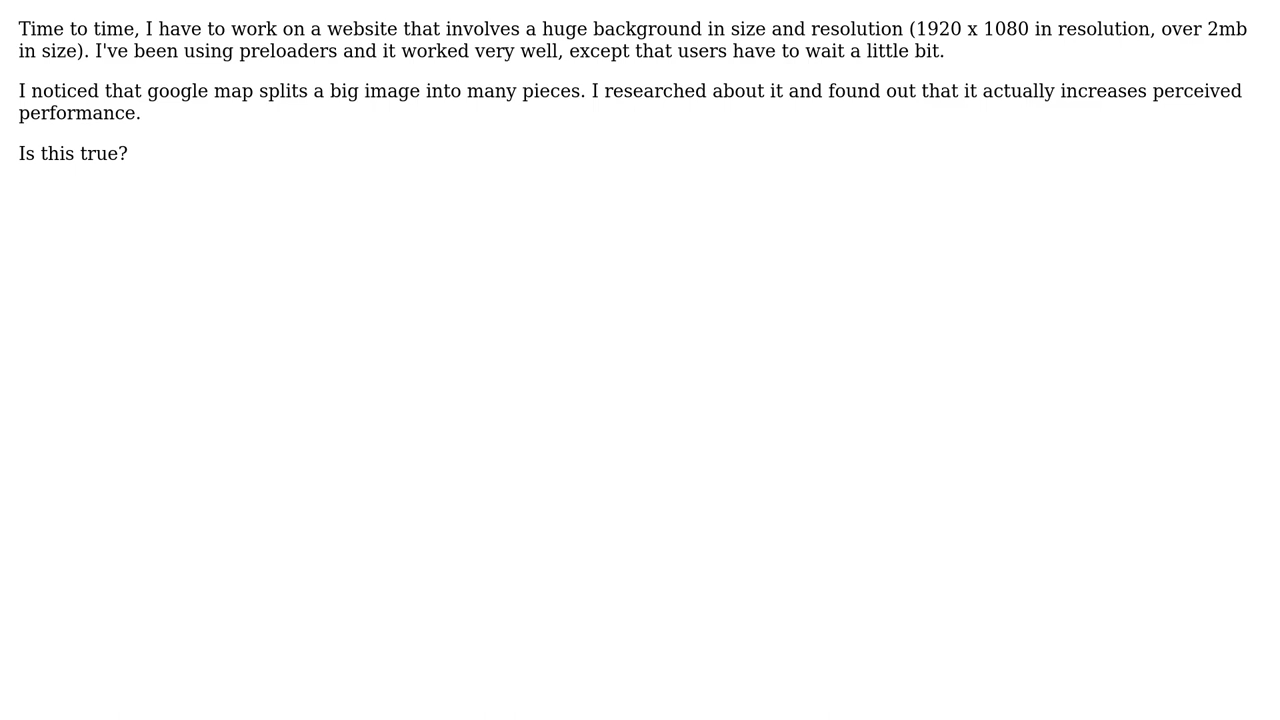 Time to time, I have to work on a website that involves a huge background in size and resolution (1920 x 1080 in resolution, over 2mb
in size). I've been using preloaders and it worked very well, except that users have to wait a little bit.
I noticed that google map splits a big image into many pieces. I researched about it and found out that it actually increases perceived
performance.
Is this true?